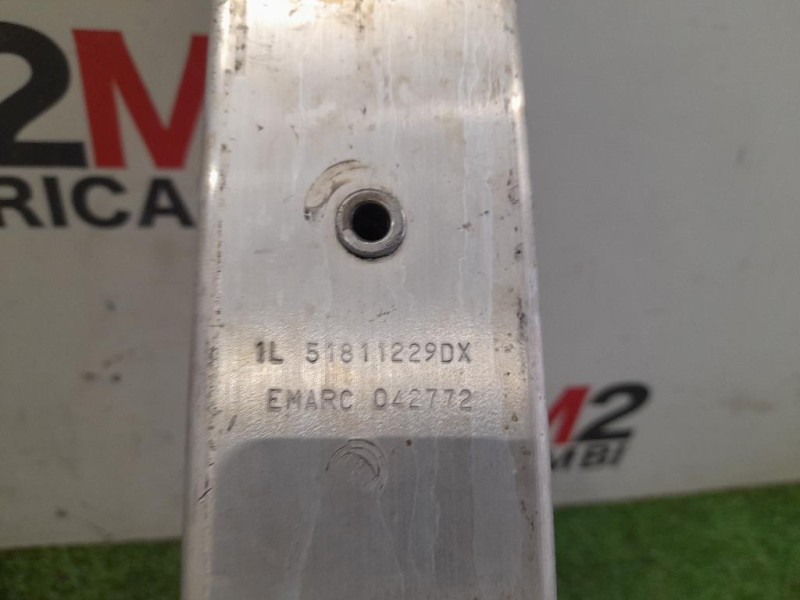 2M
RICA
1L 51811229DX
EMARC 042772
M2
MBI